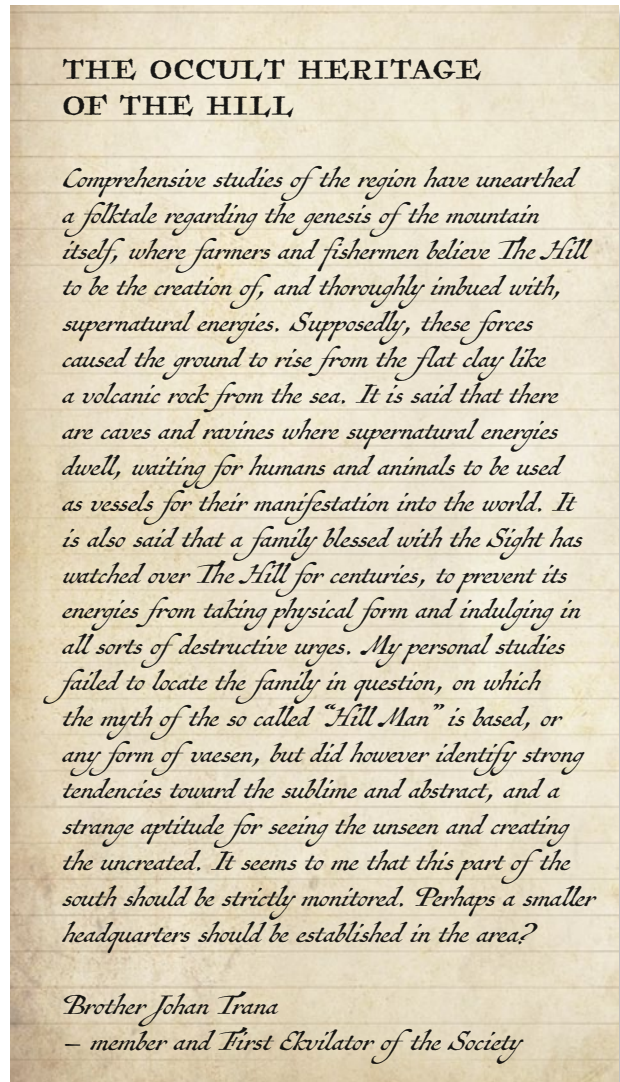 THE OCCULT HERITAGE
OF THE HILL
Comprehensive studies of the region have unearthed
a folktale regarding the genesis of the mountain
itself, where farmers and fishermen believe The Hill
to be the creation of, and thoroughly imbued with,
supernatural energies. Supposedly, these forces
caused the ground to rise from the flat clay like
a volcanic rock from the sea. It is said that there
are caves and ravines where supernatural energies
dwell, waiting for humans and animals to be used
as vessels for their manifestation into the world. It
is also said that a family blessed with the Sight has
watched over The Hill for centuries, to prevent its
energies from taking physical form and indulging in
all sorts of destructive urges. My personal studies
failed to locate the family in question, on which
the myth of the so called “Hill Man” is based, or
any form of vaesen, but did however identify strong
tendencies toward the sublime and abstract, and a
strange aptitude for seeing the unseen and creating
the uncreated. It seems to me that this part of the
south should be strictly monitored. Perhaps a smaller
headquarters should be established in the area?
Brother Johan Trana
– member and First Ekvilator of the Society